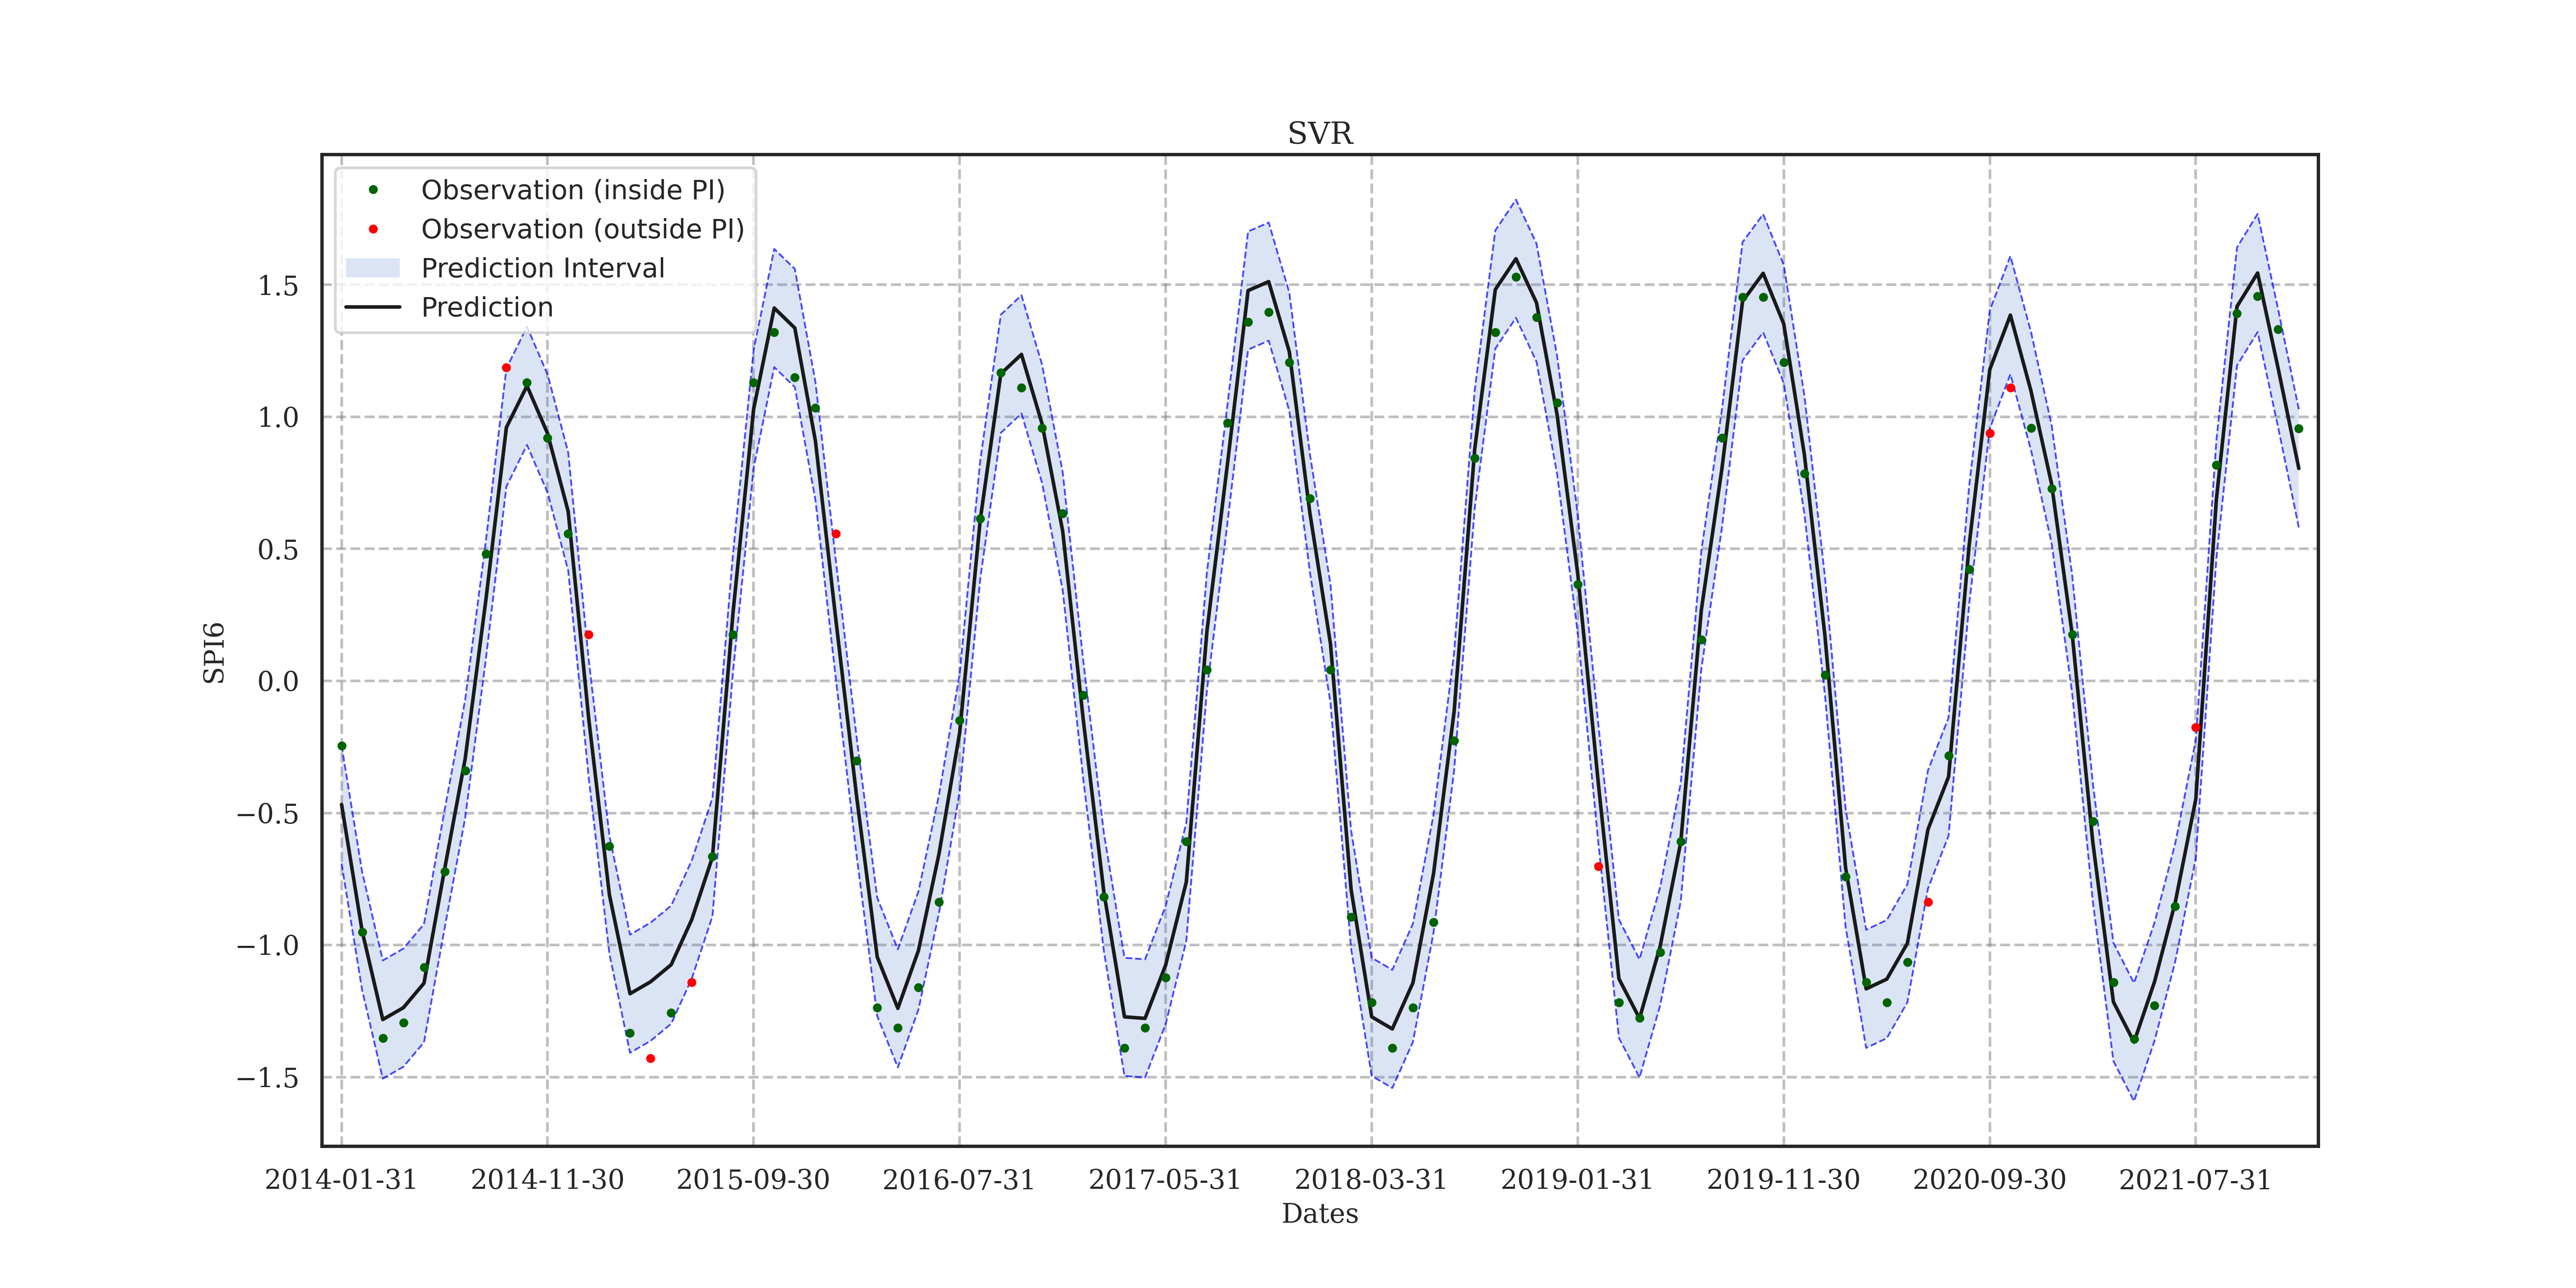 SVR
Observation (inside PI)
Observation (outside PI)
Prediction Interval
Prediction
1.5
1.0
0.5
0.0
−0.5
−1.0
−1.5
SPI6
2014-01-31 2014-11-30 2015-09-30 2016-07-31 2017-05-31 2018-03-31 2019-01-31 2019-11-30 2020-09-30 2021-07-31
Dates